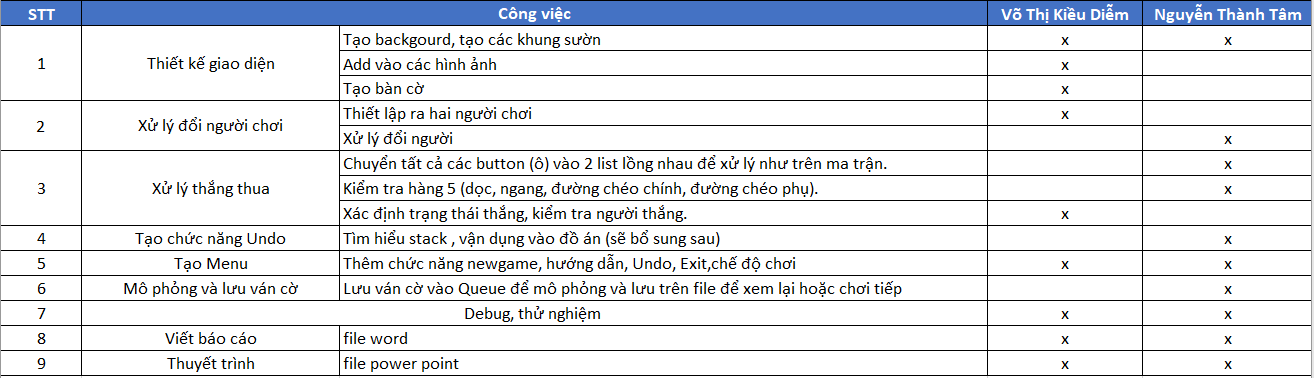 STT Công việc Võ Thị Kiều Diễm Nguyễn Thành Tâm
1 Thiết kế giao diện Tạo backgourd, tạo các khung sườn x x
Add vào các hình ảnh x
Tạo bàn cờ x
2 Xử lý đổi người chơi Thiết lập ra hai người chơi x
Xử lý đổi người x
3 Xử lý thắng thua Chuyển tất cả các button (ô) vào 2 list lồng nhau để xử lý như trên ma trận. x
Kiểm tra hàng 5 (dọc, ngang, đường chéo chính, đường chéo phụ). x
Xác định trạng thái thắng, kiểm tra người thắng. x
4 Tạo chức năng Undo Tìm hiểu stack , vận dụng vào đồ án (sẽ bổ sung sau) x
5 Tạo Menu Thêm chức năng newgame, hướng dẫn, Undo, Exit,chế độ chơi x x
6 Mô phỏng và lưu ván cờ Lưu ván cờ vào Queue để mô phỏng và lưu trên file để xem lại hoặc chơi tiếp x
7 Debug, thử nghiệm x x
8 Viết báo cáo file word x x
9 Thuyết trình file power point x x